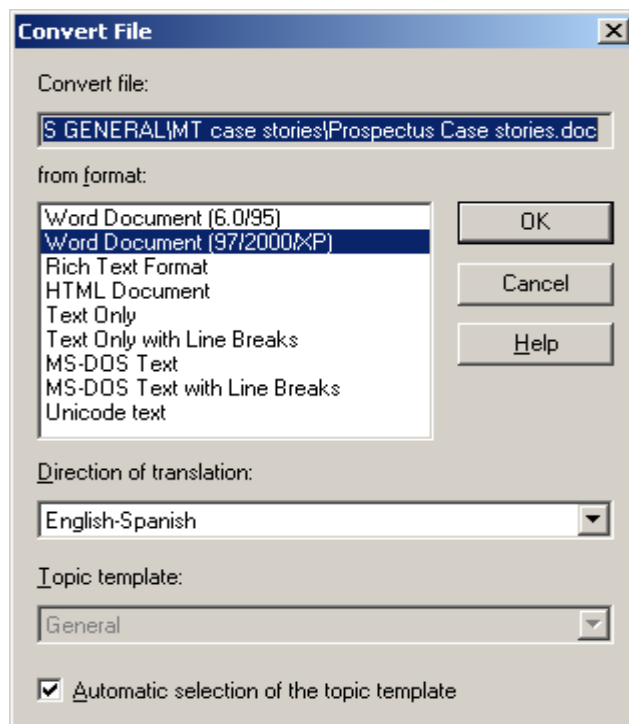 Convert File
Convert file:
S GENERAL\MT case stories\Prospectus Case stories.doc
from format:
Word Document (6.0/95)
Word Document (97/2000/XP)
Rich Text Format
HTML Document
Text Only
Text Only with Line Breaks
MS-DOS Text
MS-DOS Text with Line Breaks
Unicode text
OK
Cancel
Help
Direction of translation:
English-Spanish
Topic template:
General
Automatic selection of the topic template